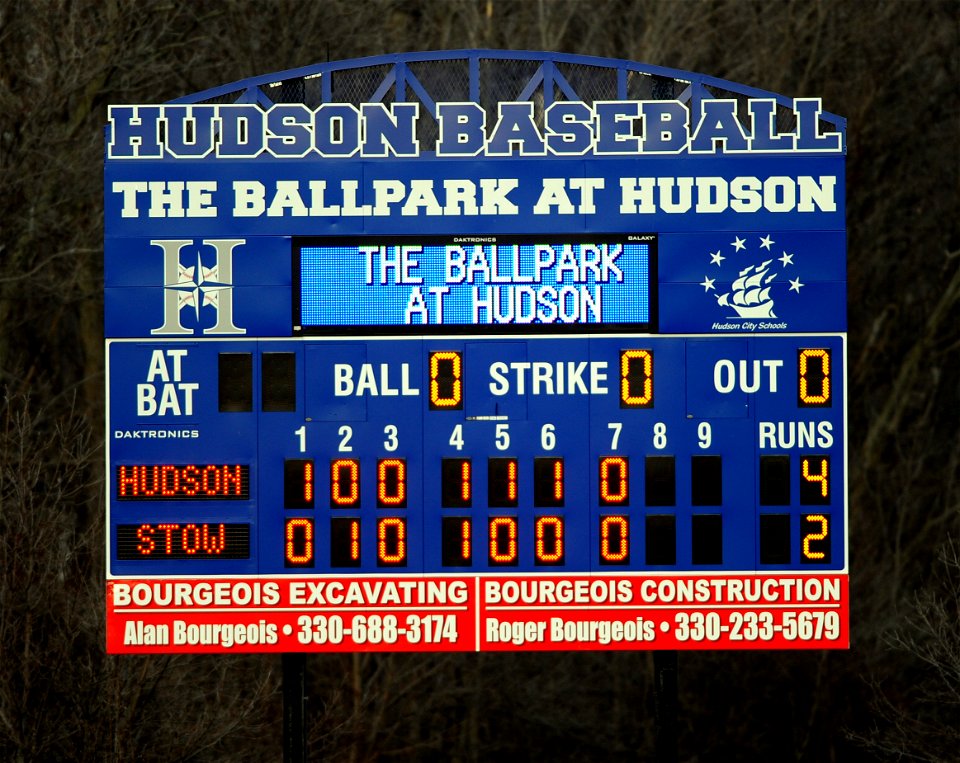 HUDSON BASEBALL
THE BALLPARK AT HUDSON
DAKTRONICS GALAXY
H
THE BALLPARK
AT HUDSON
Hudson City Schools
AT
BAT
BALL 0 STRIKE 0 OUT 0
DAKTRONICS
1 2 3 4 5 6 7 8 9 RUNS
HUDSON 1 0 0 1 1 1 0 4
STOW 0 1 0 1 0 0 0 2
BOURGEOIS EXCAVATING
Alan Bourgeois • 330-688-3174
BOURGEOIS CONSTRUCTION
Roger Bourgeois • 330-233-5679